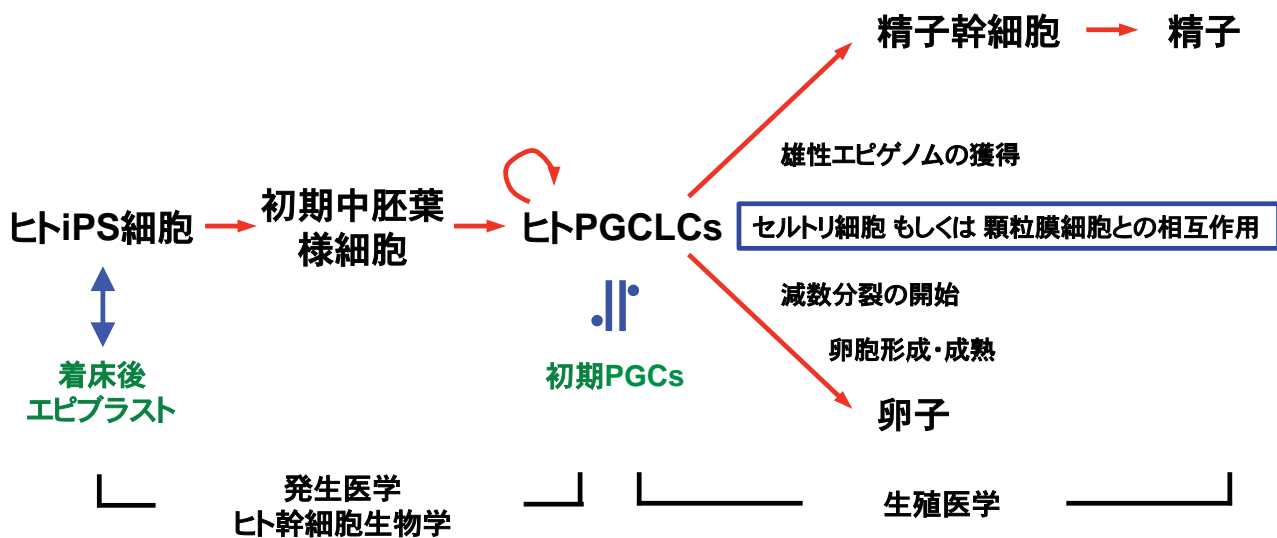 精子幹細胞
精子
雄性エピゲノムの獲得
ヒトiPS細胞
初期中胚葉
様細胞
ヒトPGCLCs
セルトリ細胞 もしくは 顆粒膜細胞との相互作用
減数分裂の開始
卵胞形成・成熟
着床後
エピブラスト
初期PGCs
卵子
発生医学
ヒト幹細胞生物学
生殖医学